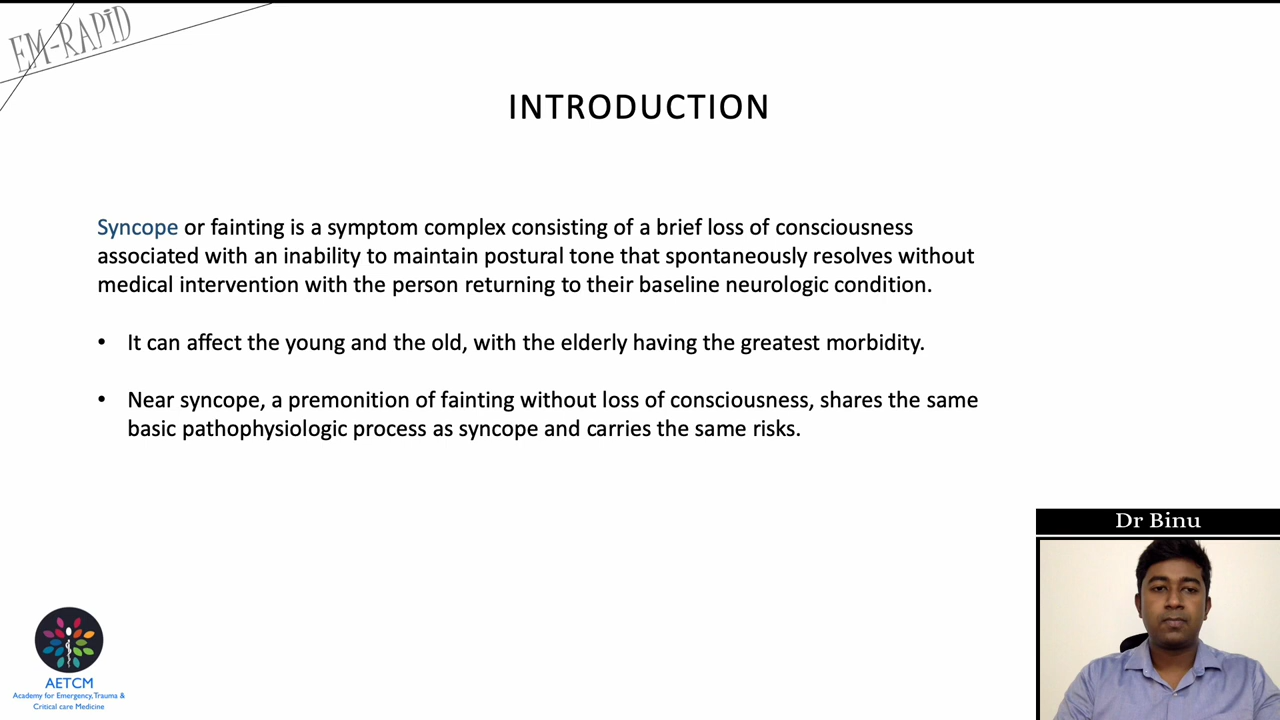 EM-RAPiD
INTRODUCTION
Syncope or fainting is a symptom complex consisting of a brief loss of consciousness
associated with an inability to maintain postural tone that spontaneously resolves without
medical intervention with the person returning to their baseline neurologic condition.
• It can affect the young and the old, with the elderly having the greatest morbidity.
• Near syncope, a premonition of fainting without loss of consciousness, shares the same
basic pathophysiologic process as syncope and carries the same risks.
Dr Binu
AETCM
Academy for Emergency, Trauma &
Critical care Medicine